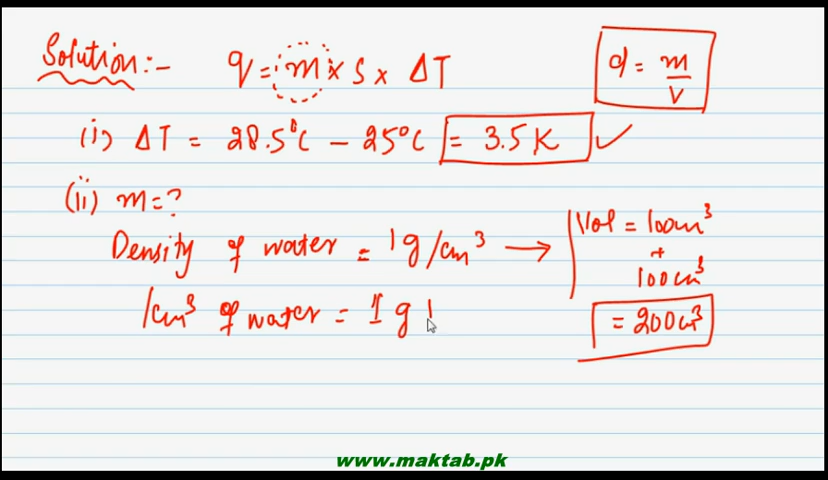 Solution:- q = m × s × ΔT
d = m/V
(i) ΔT = 28.5°C - 25°C = 3.5 K ✓
(ii) m = ?
Density of water = 1 g/cm³ →
Vol = 100cm³
+
100cm³
= 200cm³
1cm³ of water = 1 g
www.maktab.pk